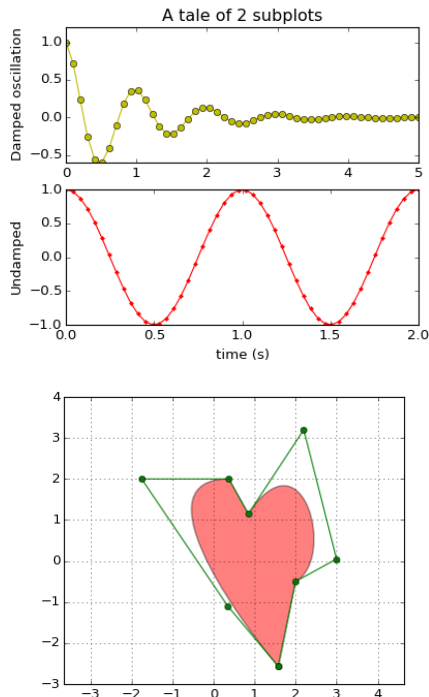 A tale of 2 subplots
Damped oscillation
1.0
0.5
0.0
−0.5
0 1 2 3 4 5
Undamped
1.0
0.5
0.0
−0.5
−1.0
0.0 0.5 1.0 1.5 2.0
time (s)
4
3
2
1
0
−1
−2
−3
−3 −2 −1 0 1 2 3 4